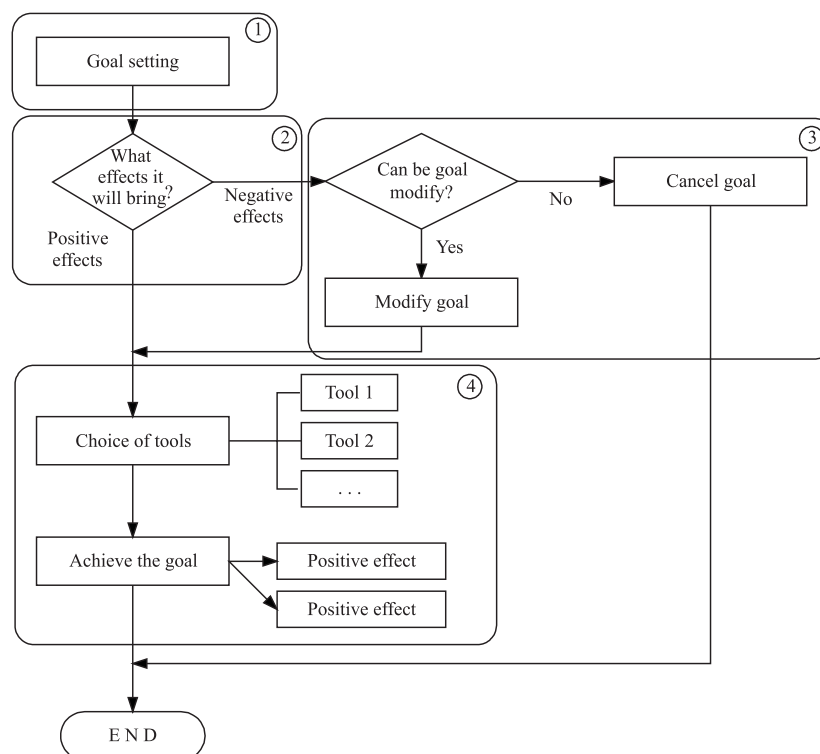 1
Goal setting
2
What
effects it
will bring?
Negative
effects
Positive
effects
3
Can be goal
modify?
No
Cancel goal
Yes
Modify goal
4
Choice of tools
Tool 1
Tool 2
. . .
Achieve the goal
Positive effect
Positive effect
E N D